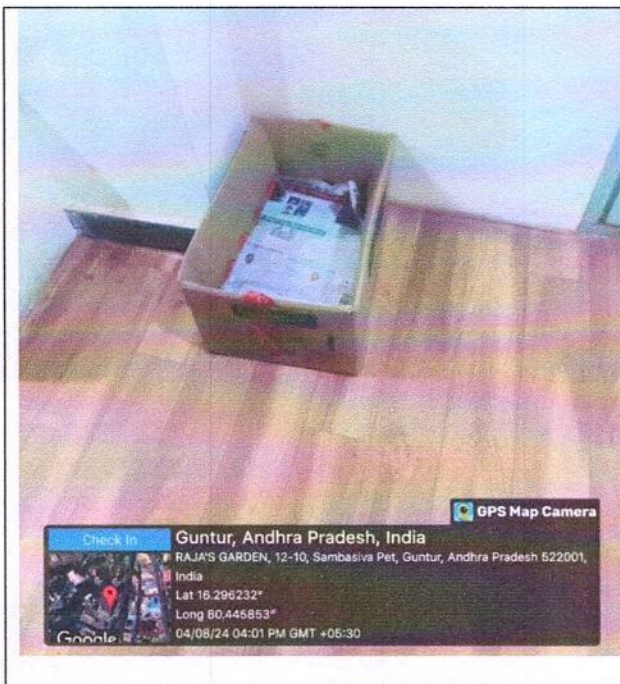 GPS Map Camera
Check In
Guntur, Andhra Pradesh, India
RAJA'S GARDEN, 12-10, Sambasiva Pet, Guntur, Andhra Pradesh 522001,
India
Lat 16.296232°
Long 80.445853°
04/08/24 04:01 PM GMT +05:30
Google